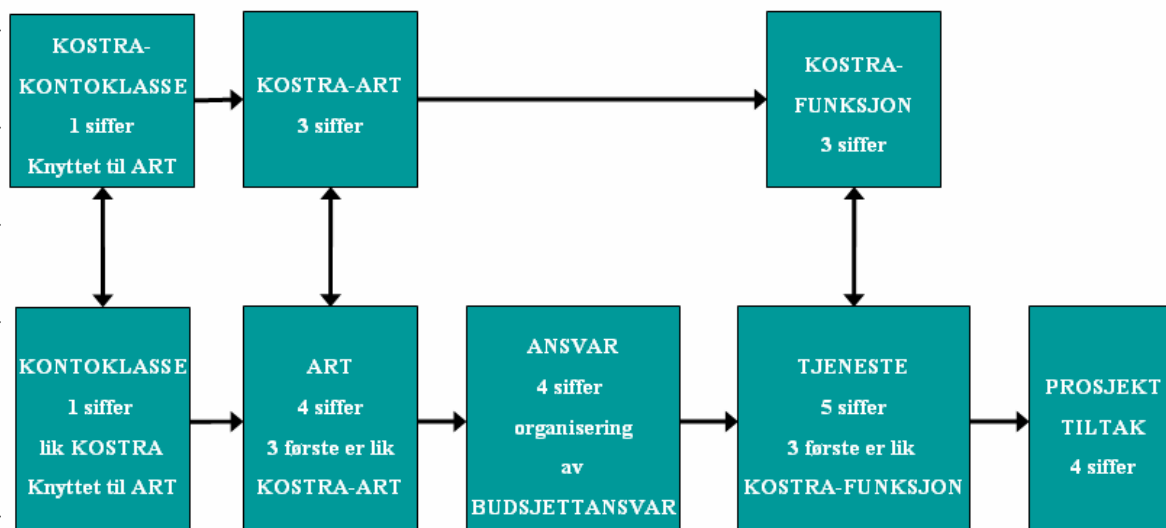 KOSTRA-
KONTOKLASSE
1 siffer
Knyttet til ART
KOSTRA-ART
3 siffer
KOSTRA-
FUNKSJON
3 siffer
KONTOKLASSE
1 siffer
lik KOSTRA
Knyttet til ART
ART
4 siffer
3 første er lik
KOSTRA-ART
ANSVAR
4 siffer
organisering
av
BUDSJETTANSVAR
TJENESTE
5 siffer
3 første er lik
KOSTRA-FUNKSJON
PROSJEKT
TILTAK
4 siffer